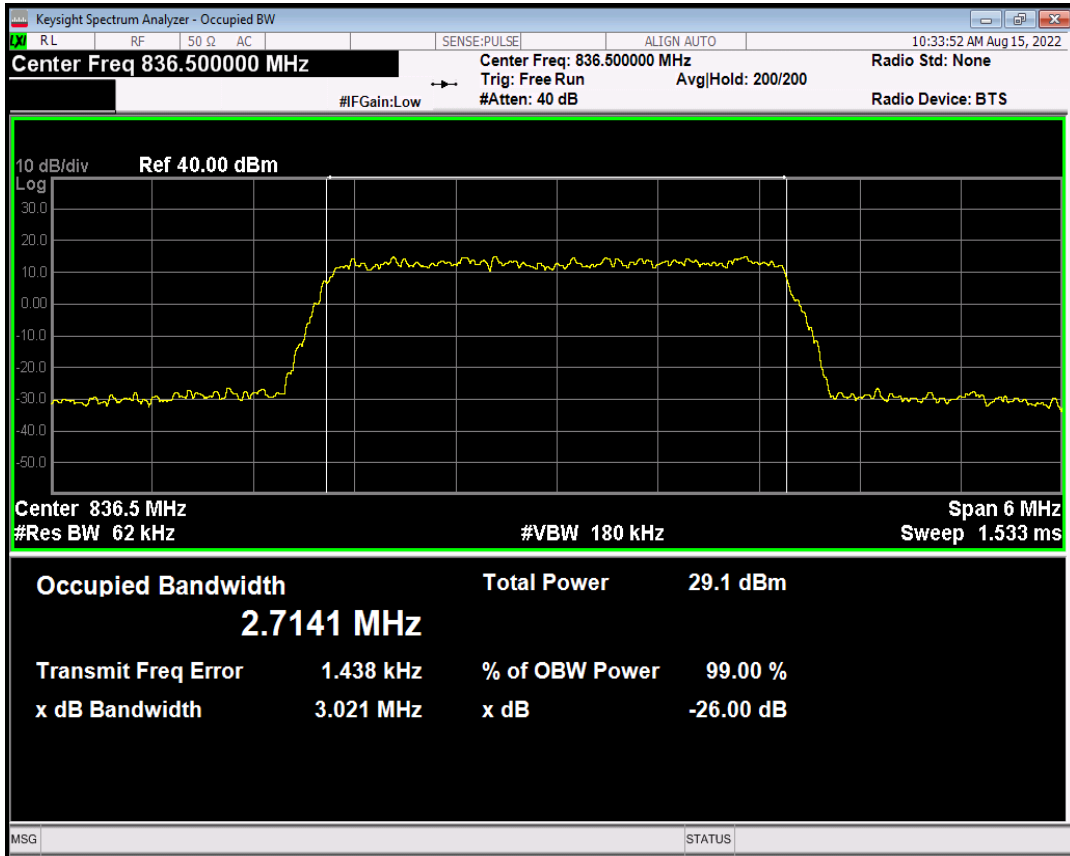 Keysight Spectrum Analyzer - Occupied BW
LXI RL RF 50 Ω AC SENSE:PULSE ALIGN AUTO 10:33:52 AM Aug 15, 2022
Center Freq 836.500000 MHz Center Freq: 836.500000 MHz Radio Std: None
Trig: Free Run Avg|Hold: 200/200
#IFGain:Low #Atten: 40 dB Radio Device: BTS
10 dB/div Ref 40.00 dBm
Log
30.0
20.0
10.0
0.00
-10.0
-20.0
-30.0
-40.0
-50.0
Center 836.5 MHz Span 6 MHz
#Res BW 62 kHz #VBW 180 kHz Sweep 1.533 ms
Occupied Bandwidth Total Power 29.1 dBm
2.7141 MHz
Transmit Freq Error 1.438 kHz % of OBW Power 99.00 %
x dB Bandwidth 3.021 MHz x dB -26.00 dB
MSG STATUS